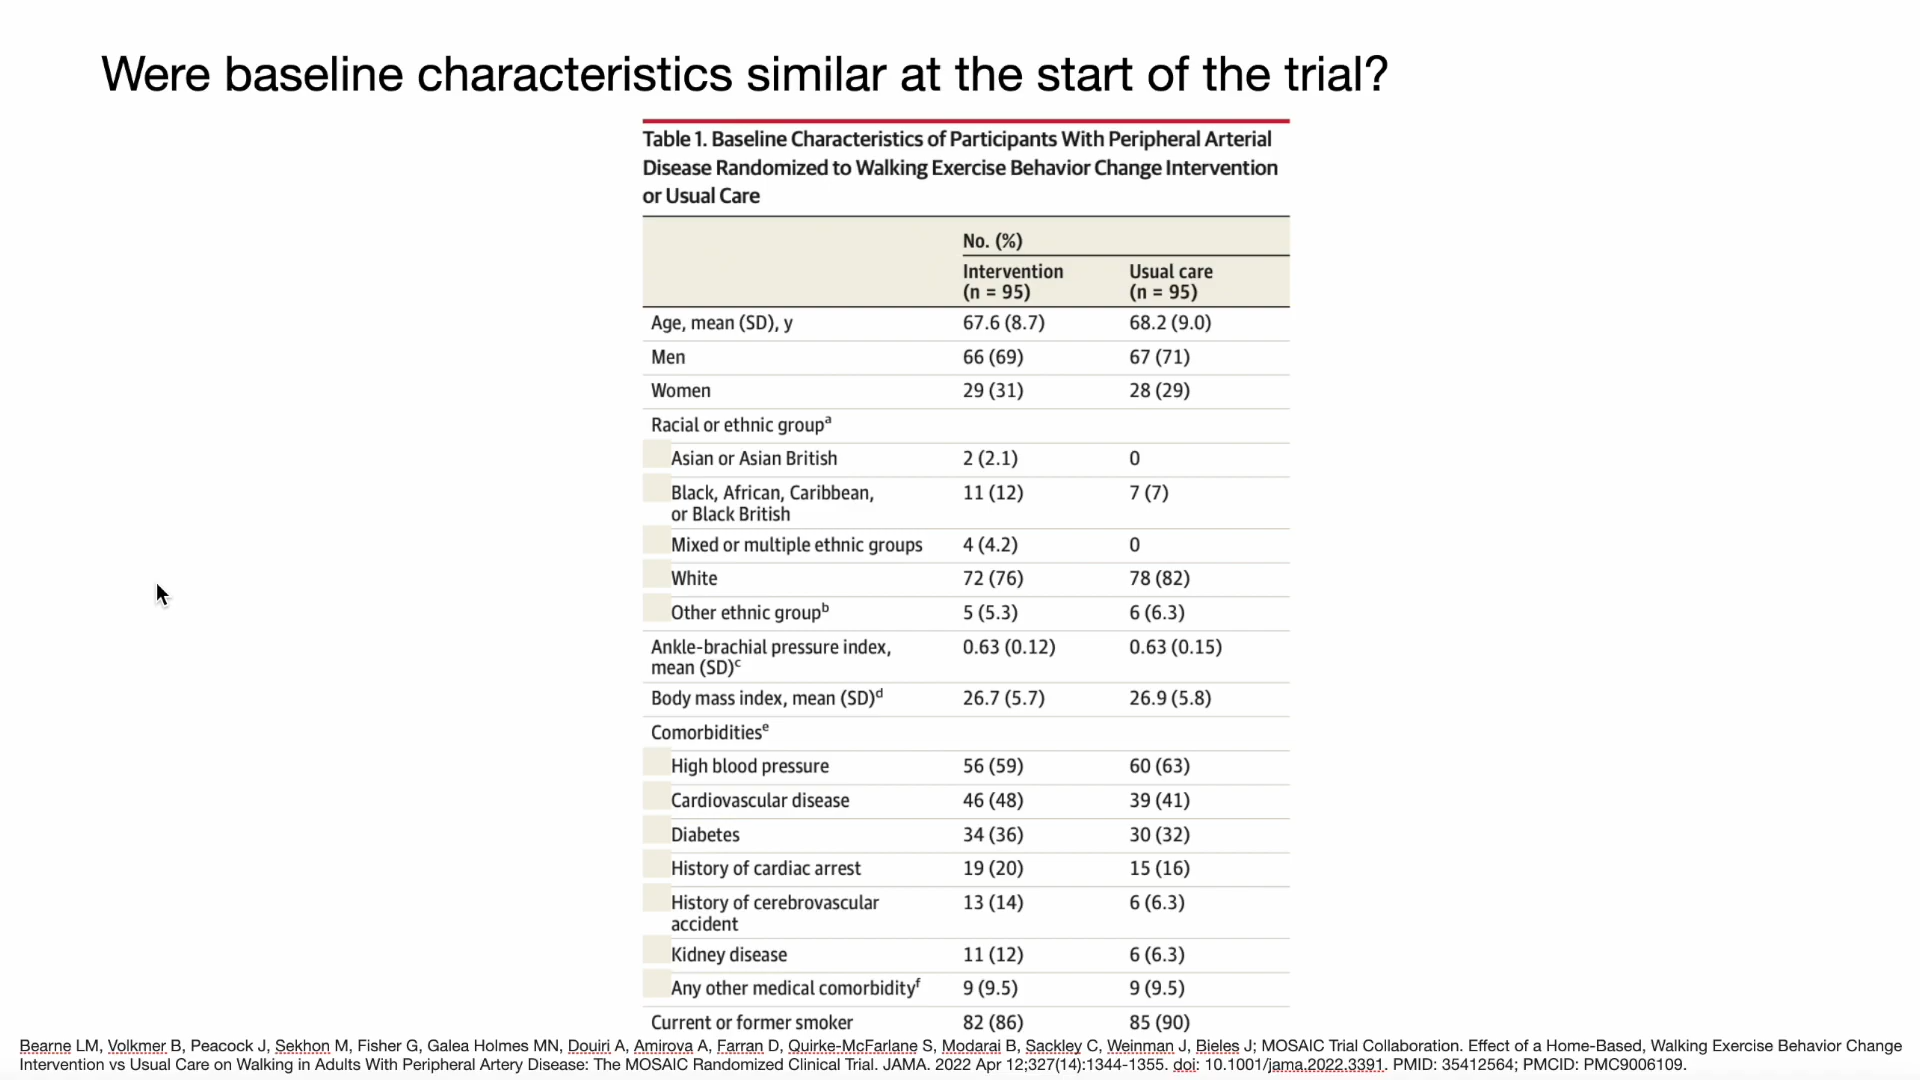 Were baseline characteristics similar at the start of the trial?
Table 1. Baseline Characteristics of Participants With Peripheral Arterial
Disease Randomized to Walking Exercise Behavior Change Intervention
or Usual Care
No. (%)
Intervention (n = 95) Usual care (n = 95)
Age, mean (SD), y 67.6 (8.7) 68.2 (9.0)
Men 66 (69) 67 (71)
Women 29 (31) 28 (29)
Racial or ethnic groupᵃ
Asian or Asian British 2 (2.1) 0
Black, African, Caribbean, 11 (12) 7 (7)
or Black British
Mixed or multiple ethnic groups 4 (4.2) 0
White 72 (76) 78 (82)
Other ethnic groupᵇ 5 (5.3) 6 (6.3)
Ankle-brachial pressure index, 0.63 (0.12) 0.63 (0.15)
mean (SD)ᶜ
Body mass index, mean (SD)ᵈ 26.7 (5.7) 26.9 (5.8)
Comorbiditiesᵉ
High blood pressure 56 (59) 60 (63)
Cardiovascular disease 46 (48) 39 (41)
Diabetes 34 (36) 30 (32)
History of cardiac arrest 19 (20) 15 (16)
History of cerebrovascular 13 (14) 6 (6.3)
accident
Kidney disease 11 (12) 6 (6.3)
Any other medical comorbidityᶠ 9 (9.5) 9 (9.5)
Current or former smoker 82 (86) 85 (90)
Bearne LM, Volkmer B, Peacock J, Sekhon M, Fisher G, Galea Holmes MN, Douiri A, Amirova A, Farran D, Quirke-McFarlane S, Modarai B, Sackley C, Weinman J, Bieles J; MOSAIC Trial Collaboration. Effect of a Home-Based, Walking Exercise Behavior Change
Intervention vs Usual Care on Walking in Adults With Peripheral Artery Disease: The MOSAIC Randomized Clinical Trial. JAMA. 2022 Apr 12;327(14):1344-1355. doi: 10.1001/jama.2022.3391. PMID: 35412564; PMCID: PMC9006109.